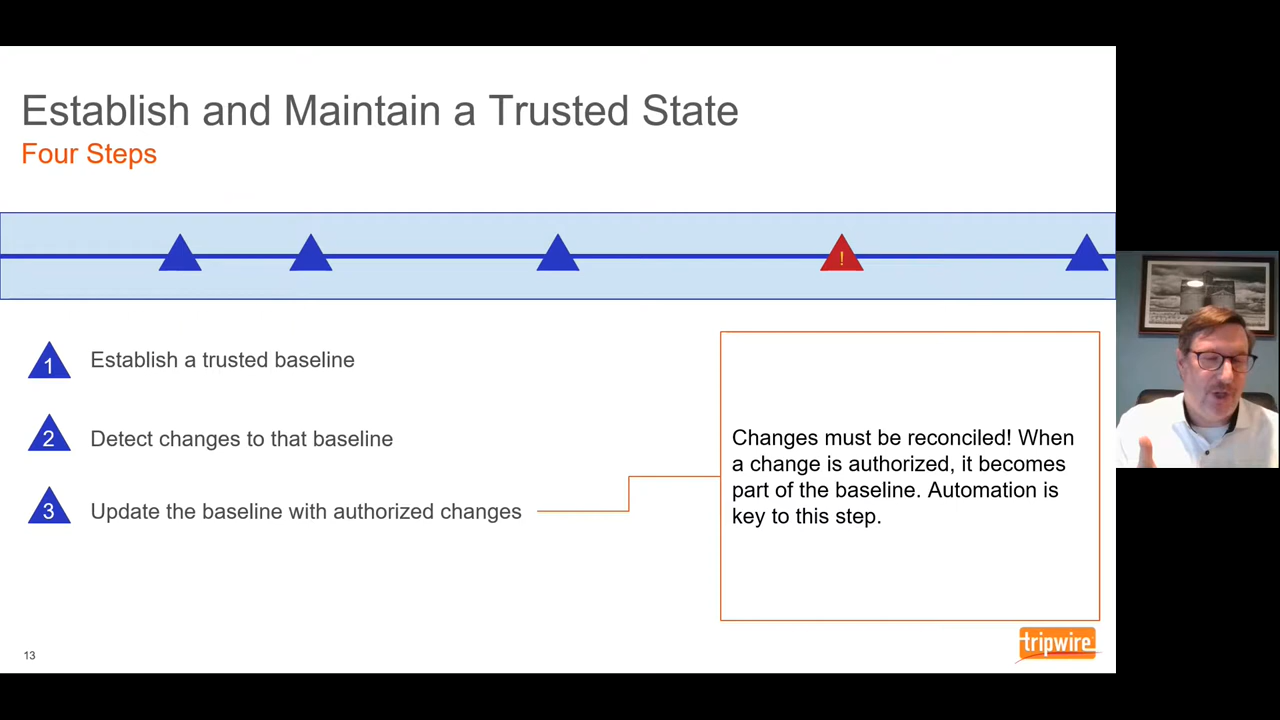 Establish and Maintain a Trusted State
Four Steps
!
1 Establish a trusted baseline
2 Detect changes to that baseline
3 Update the baseline with authorized changes
Changes must be reconciled! When
a change is authorized, it becomes
part of the baseline. Automation is
key to this step.
13
tripwire